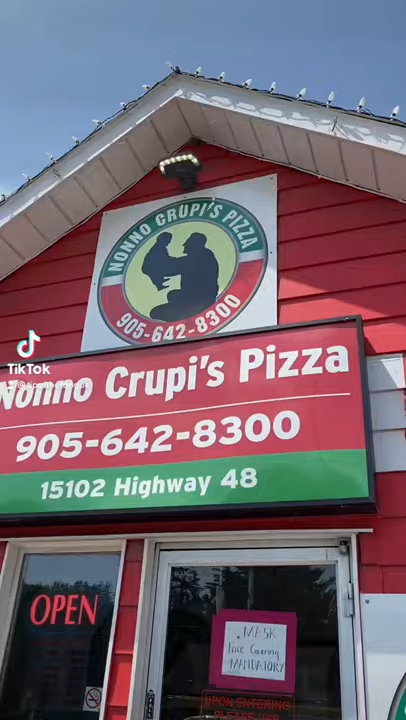 NONNO CRUPI'S PIZZA
905-642-8300
TikTok
Nonno Crupi's Pizza
905-642-8300
15102 Highway 48
OPEN
MASK
Face Covering
MANDATORY
UPON ENTERING